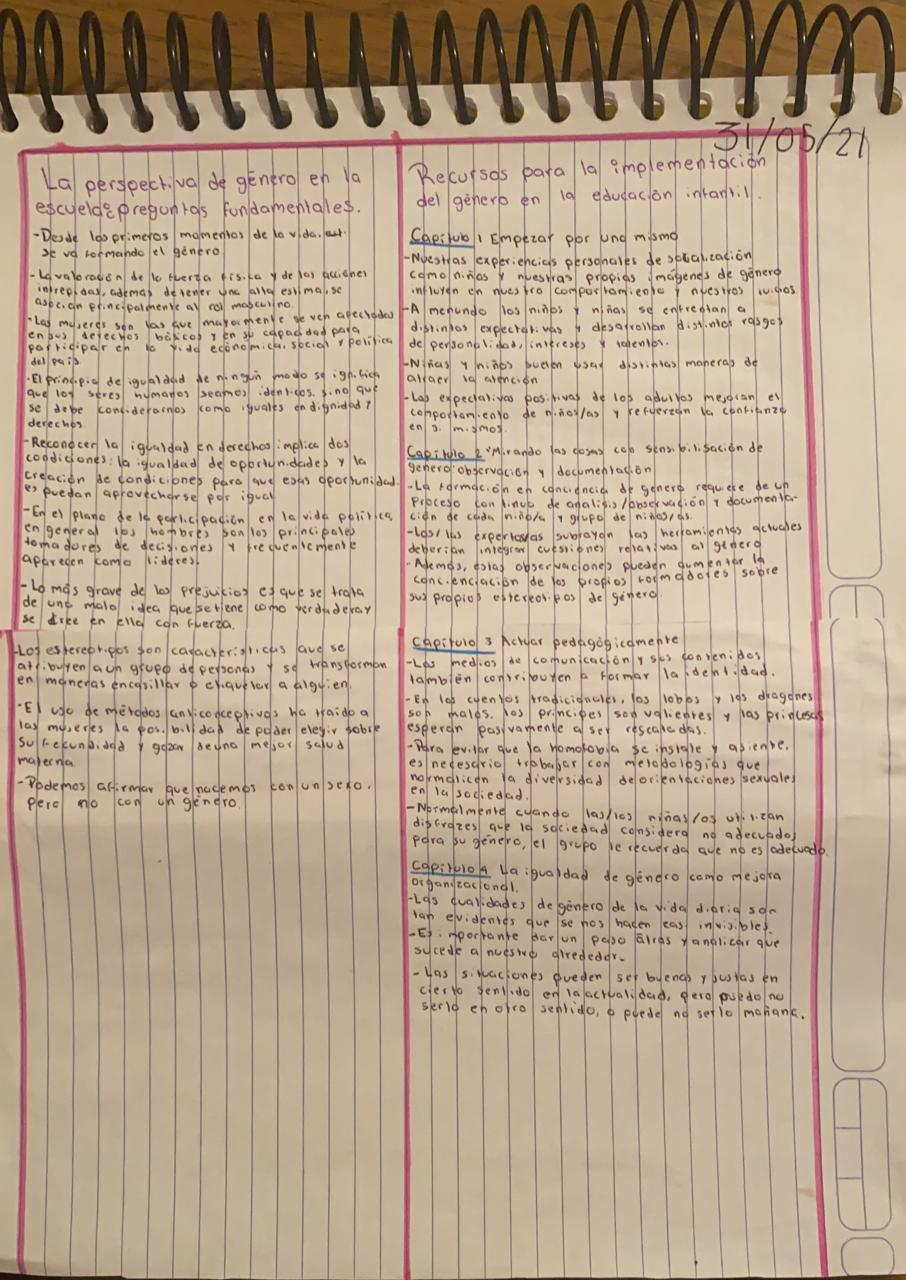 31/05/21
La perspectiva de género en la
escuela: preguntas fundamentales.
-Desde los primeros momentos de la vida,
se va formando el género
-La valoración de la fuerza física y de las acciones
intrepidas, ademas de tener una alta estima, se
asocian principalmente al rol masculino.
-Las mujeres son las que mayormente se ven afectadas
en sus derechos básicos y en su capacidad para
participar en la vida económica, social y política
del país
-El principio de igualdad de ningún modo significa
que los seres humanos seamos identicos, sino que
se debe considerarnos como iguales en dignidad y
derechos
-Reconocer la igualdad en derechos implica dos
condiciones: la igualdad de oportunidades y la
creación de condiciones para que esas oportunidad
es puedan aprovecharse por igual
-En el plano de la participación en la vida política,
en general los hombres son los principales
tomadores de decisiones y frecuentemente
aparecen como lideres.
-Lo más grave de los prejuicios es que se trata
de una mala idea que se tiene como verdadera y
se cree en ella con fuerza.
-Los estereotipos son características que se
atribuyen a un grupo de personas y se transforman
en maneras encasillar o etiquetar a alguien.
-El uso de métodos anticonceptivos ha traído a
las mujeres la posibilidad de poder elegir sobre
su fecundidad y gozar de una mejor salud
materna
-Podemos afirmar que nacemos con un sexo,
pero no con un género.
Recursos para la implementación
del género en la educación infantil.
Capítulo 1 Empezar por uno mismo
-Nuestras experiencias personales de socialización
como niños y nuestras propias imágenes de género
influyen en nuestro comportamiento y nuestros juicios
-A menundo los niños y niñas se enfrentan a
distintas expectativas y desarrollan distintos rasgos
de personalidad, intereses y talentos.
-Niñas y niños suelen usar distintas maneras de
atraer la atención
-Las expectativas positivas de los adultos mejoran el
comportamiento de niños/as y refuerzan la confianza
en si mismos.
Capítulo 2 Mirando las cosas con sensibilisación de
genero: observación y documentación
-La formación en conciencia de genero requiere de un
proceso continuo de analisis/observación y documenta-
ción de cada niño/a y grupo de niños/as.
-Los/las expertos/as subrayan las herramientas actuales
deberian integrar cuestiones relativas al género
-Además, estas observaciones pueden aumentar la
concienciación de los propios formadores sobre
sus propios estereotipos de género.
Capítulo 3 Actuar pedagógicamente
-Los medios de comunicación y sus contenidos
también contribuyen a formar la identidad.
-En los cuentos tradicionales, los lobos y los dragones
son malos, los principes son valientes y las princesas
esperan pasivamente a ser rescatadas.
-Para evitar que la homofobia se instale y asiente,
es necesario trabajar con metodologías que
normalicen la diversidad de orientaciones sexuales
en la sociedad.
-Normalmente cuando las/los niñas/os utilizan
disfrazes que la sociedad considera no adecuados
para su género, el grupo le recuerda que no es adecuado.
Capítulo 4 La igualdad de género como mejora
organizacional.
-Las cualidades de género de la vida diaria son
tan evidentes que se nos hacen casi invisibles
-Es importante dar un paso átras y analizar que
sucede a nuestro alrededor.
-Las situaciones pueden ser buenas y justas en
cierto sentido en la actualidad, pero puede no
serlo en otro sentido, o puede no serlo mañana.